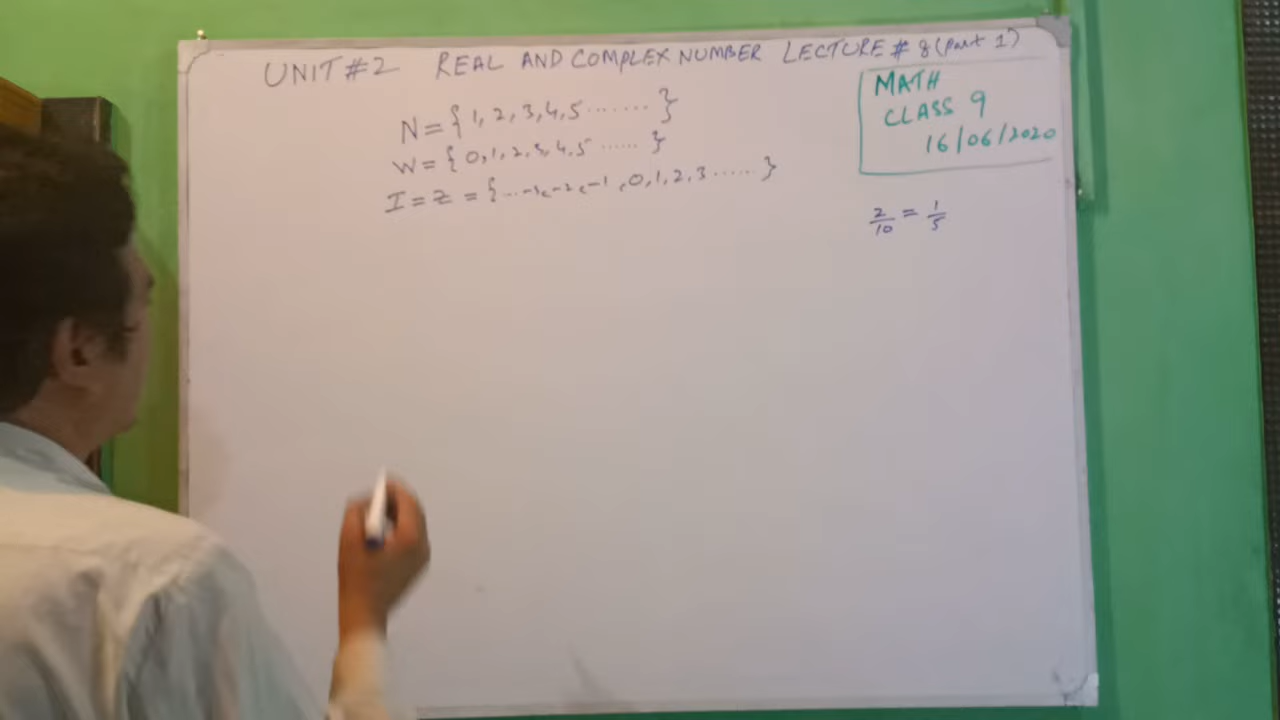 UNIT #2 REAL AND COMPLEX NUMBER LECTURE # 8 (Part 1)
MATH
CLASS 9
16/06/2020
N = { 1, 2, 3, 4, 5 ....... }
W = { 0, 1, 2, 3, 4, 5 ...... }
I = Z = { ... -3, -2, -1, 0, 1, 2, 3 ...... }
2/10 = 1/5